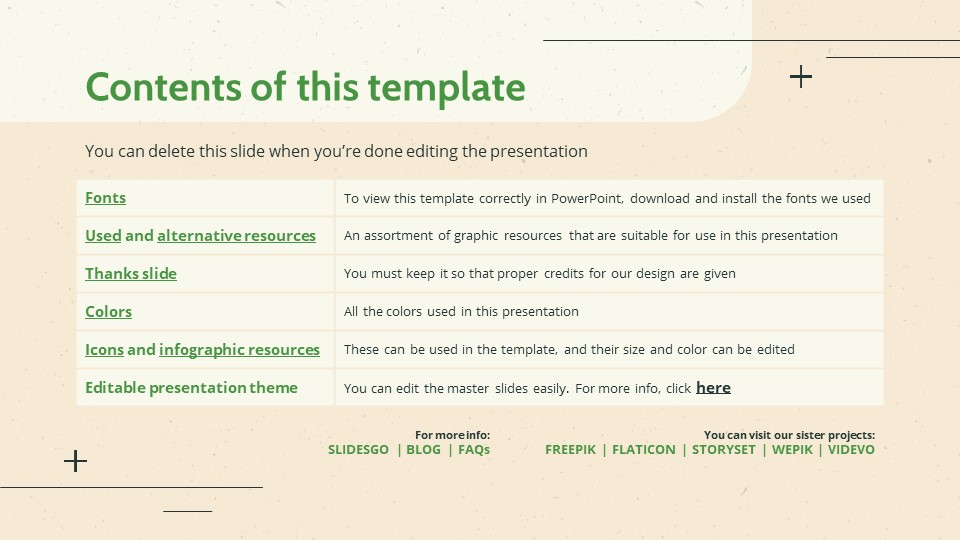 Contents of this template
You can delete this slide when you’re done editing the presentation
Fonts To view this template correctly in PowerPoint, download and install the fonts we used
Used and alternative resources An assortment of graphic resources that are suitable for use in this presentation
Thanks slide You must keep it so that proper credits for our design are given
Colors All the colors used in this presentation
Icons and infographic resources These can be used in the template, and their size and color can be edited
Editable presentation theme You can edit the master slides easily. For more info, click here
For more info:
SLIDESGO | BLOG | FAQs
You can visit our sister projects:
FREEPIK | FLATICON | STORYSET | WEPIK | VIDEVO